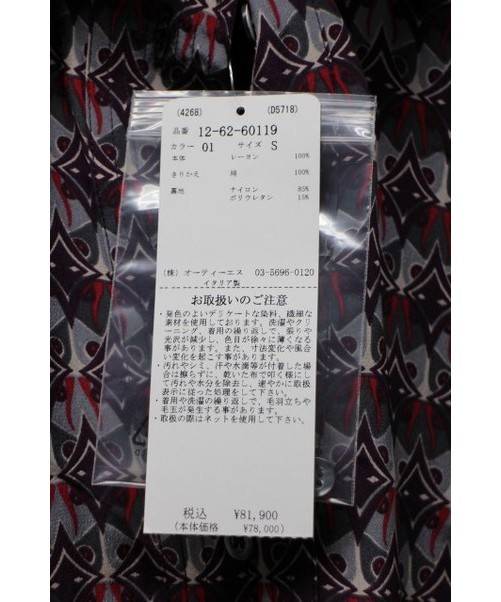 (4268) (D5718)
品番 12-62-60119
カラー 01 サイズ S
本体 レーヨン 100%
きりかえ 綿 100%
裏地 ナイロン 85%
ポリウレタン 15%
(株)オーティーエス 03-5696-0120
イタリア製
お取扱いのご注意
・発色のよいデリケートな染料、繊細な
素材を使用しております。洗濯やクリ
ーニング、着用の繰り返しで、張りや
光沢が減少し、色目が徐々に薄くなる
事があります。また、寸法変化や風合
い変化を起こす事があります。
・汚れやシミ、汗や水滴等が付着した場
合は擦らずに、乾いた布で叩く様にし
て汚れや水分を除去し、速やかに取扱
表示に従った処理をして下さい。
・着用や洗濯の繰り返しで、毛羽立ちや
毛玉が発生する事があります。
・取扱の際はネットを使用して下さい。
税込 ¥81,900
(本体価格 ¥78,000)